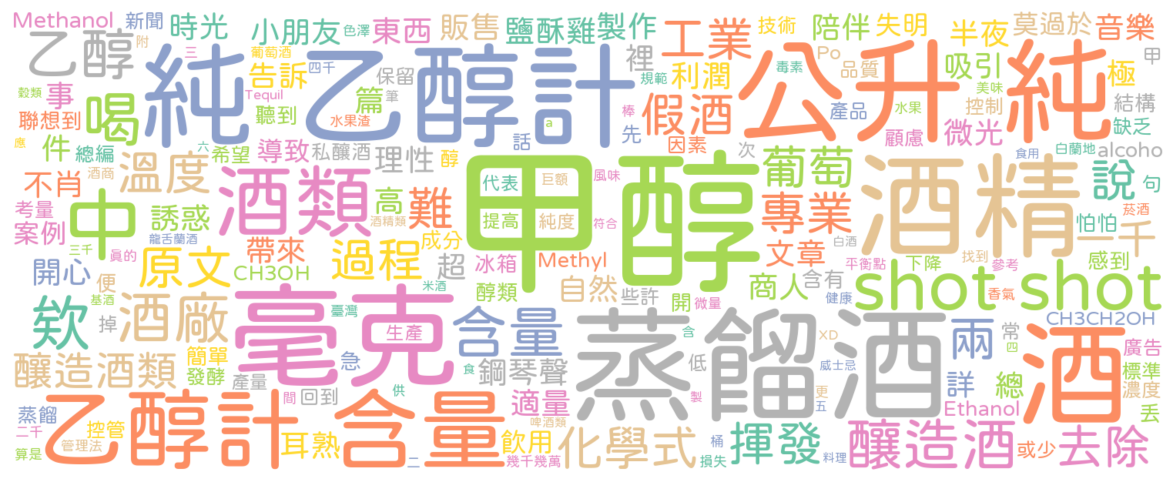 Methanol 新聞 時光 小朋友 色澤 東西 販售 鹽酥雞 製作 工業 技術 陪伴 失明 半夜 莫過於 音樂
乙醇 附 葡萄酒 告訴 四千 保留 裡 利潤 毒素 Po 品質 吸引 美味 極 甲
穀類 事 喝 純 三 乙醇計 Tequil 篇 筆 規範 公升 純
聯想到 聽到 水果渣 假酒 棒 產品 水果 控制 結構
應 件 總編 六 希望 導致 私釀酒 話 a 先 因素 顧慮 微光 缺乏
不肖 酒商 溫度 酒類 理性 醇 甲醇 次 葡萄 酒精 食用 白蘭地 alcoho
考量 中 誘惑 高 難 代表 巨額 風味 說 句
案例 酒精類 提高 純度 符合 專業 怕怕 菸酒 一千
三千 真的 龍舌蘭酒 帶來 成分 白酒 文章 找到
開心 便 原文 CH3OH 過程 超 冰箱 Methyl 平衡點 下降 參考 感到
欸 基酒 掉 酒廠 米酒 醇類 自然 些許 開 微量 商人 含有 健康 shot shot 香氣
臺灣 毫克 生產 含量 蒸餾酒 含 XD 兩 常 四 CH3CH2OH
釀造酒類 簡單 急 鋼琴聲 低 威士忌 酒 廣告
發酵 產量 間 回到 供 食 適量 製 更 五 詳 總 標準 濃度
蒸餾 二千 控管 乙醇計 含量 啤酒類 Ethanol 丟
算是 管理法 耳熟 二 飲用 幾千幾萬 化學式 桶 損失 揮發 料理 釀造酒 或少 去除